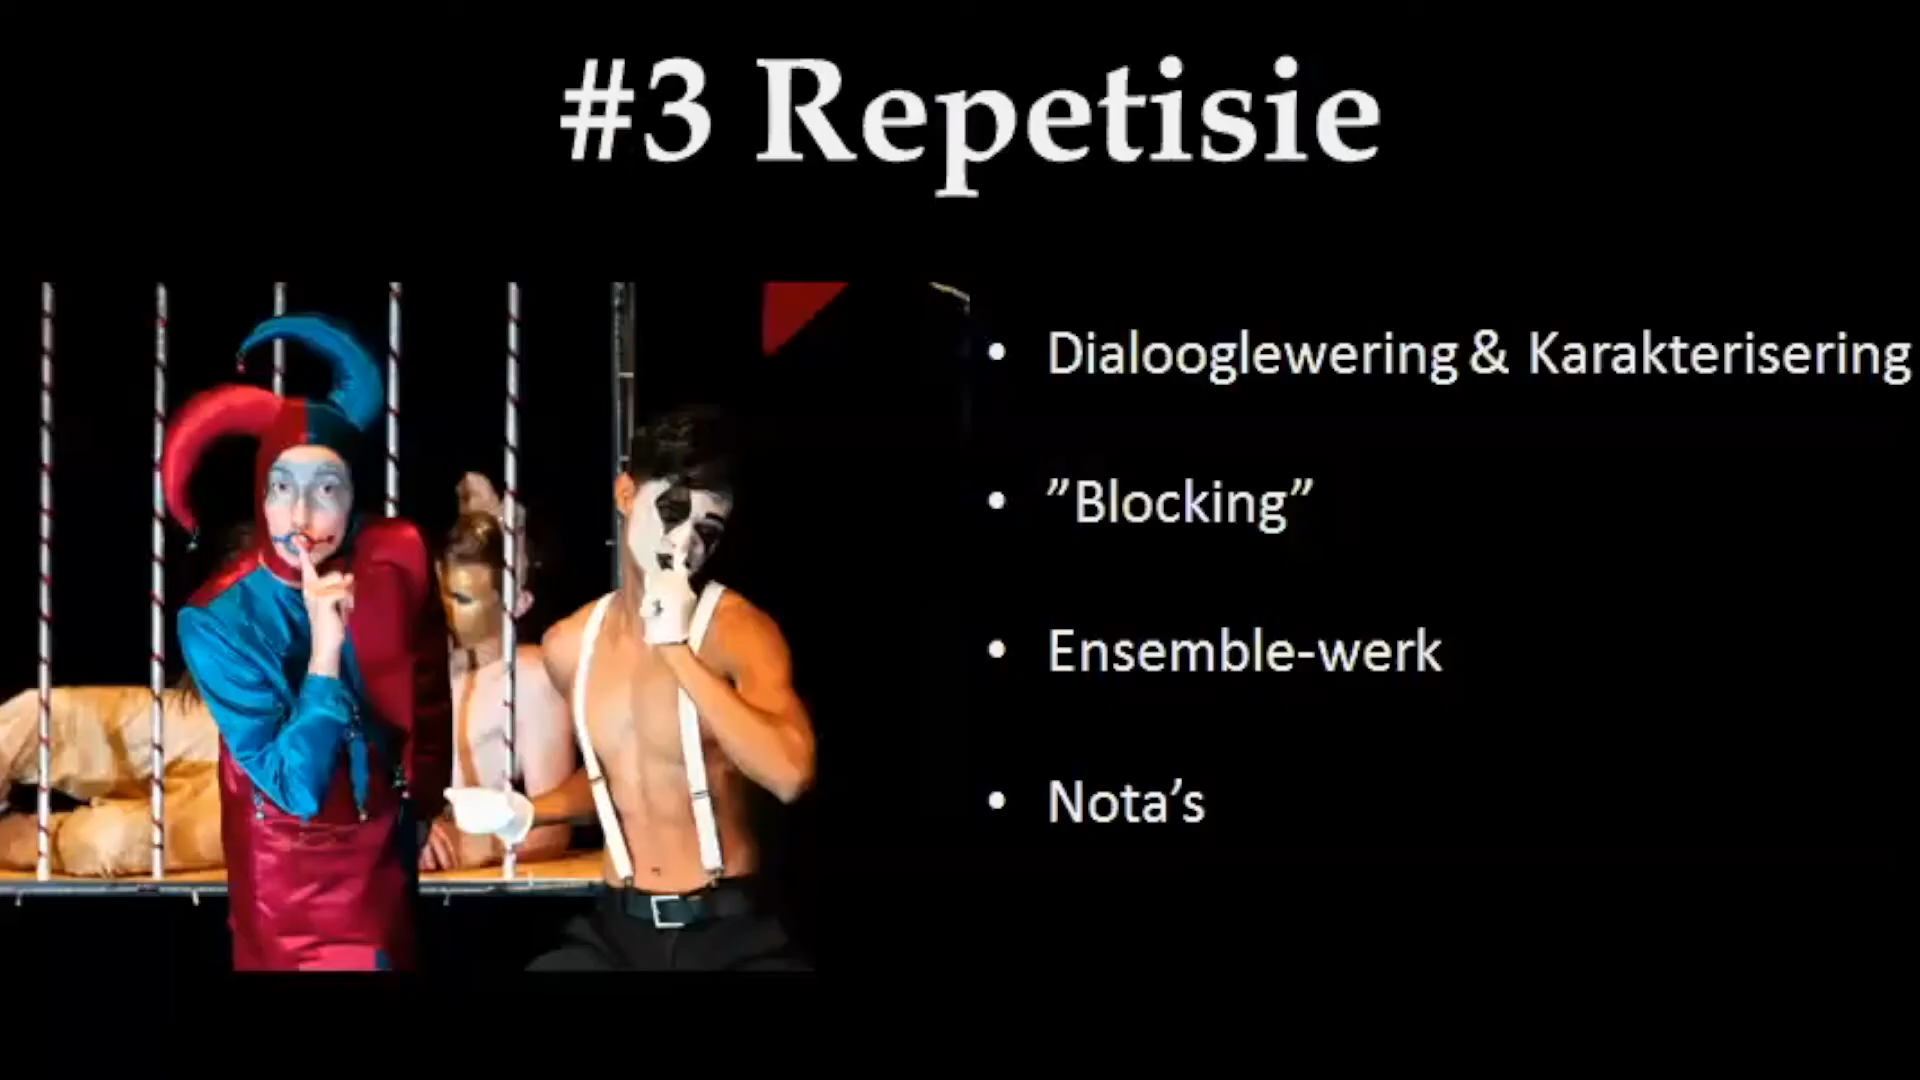 #3 Repetisie
• Dialooglewering & Karakterisering
• ”Blocking”
• Ensemble-werk
• Nota’s